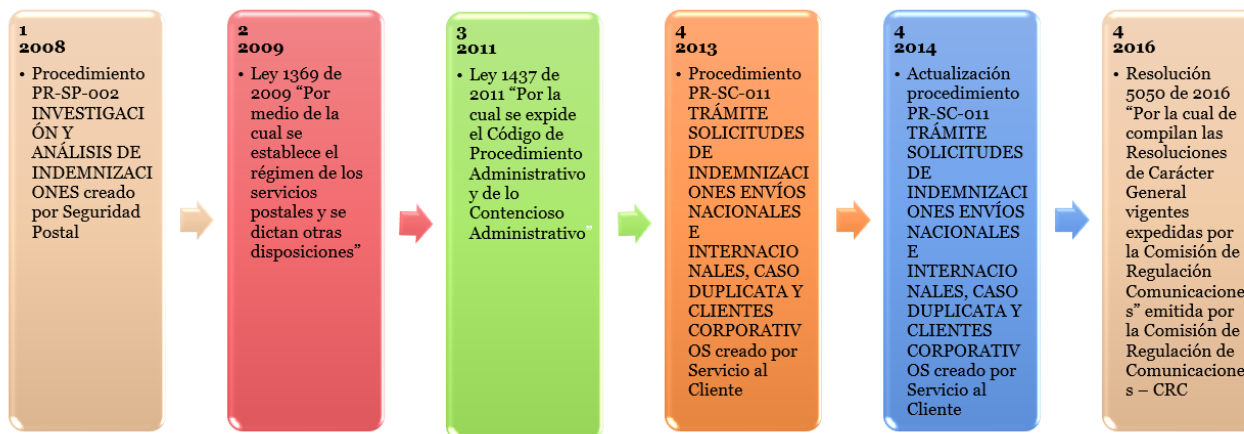 1
2008
• Procedimiento
PR-SP-002
INVESTIGACI
ÓN Y
ANÁLISIS DE
INDEMNIZACI
ONES creado
por Seguridad
Postal
2
2009
• Ley 1369 de
2009 “Por
medio de la
cual se
establece el
régimen de los
servicios
postales y se
dictan otras
disposiciones”
3
2011
• Ley 1437 de
2011 “Por la
cual se expide
el Código de
Procedimiento
Administrativo
y de lo
Contencioso
Administrativo”
4
2013
• Procedimiento
PR-SC-011
TRÁMITE
SOLICITUDES
DE
INDEMNIZACI
ONES ENVÍOS
NACIONALES
E
INTERNACIO
NALES, CASO
DUPLICATA Y
CLIENTES
CORPORATIV
OS creado por
Servicio al
Cliente
4
2014
• Actualización
procedimiento
PR-SC-011
TRÁMITE
SOLICITUDES
DE
INDEMNIZACI
ONES ENVÍOS
NACIONALES
E
INTERNACIO
NALES, CASO
DUPLICATA Y
CLIENTES
CORPORATIV
OS creado por
Servicio al
Cliente
4
2016
• Resolución
5050 de 2016
“Por la cual de
compilan las
Resoluciones
de Carácter
General
vigentes
expedidas por
la Comisión de
Regulación
Comunicacione
s” emitida por
la Comisión de
Regulación de
Comunicacione
s – CRC